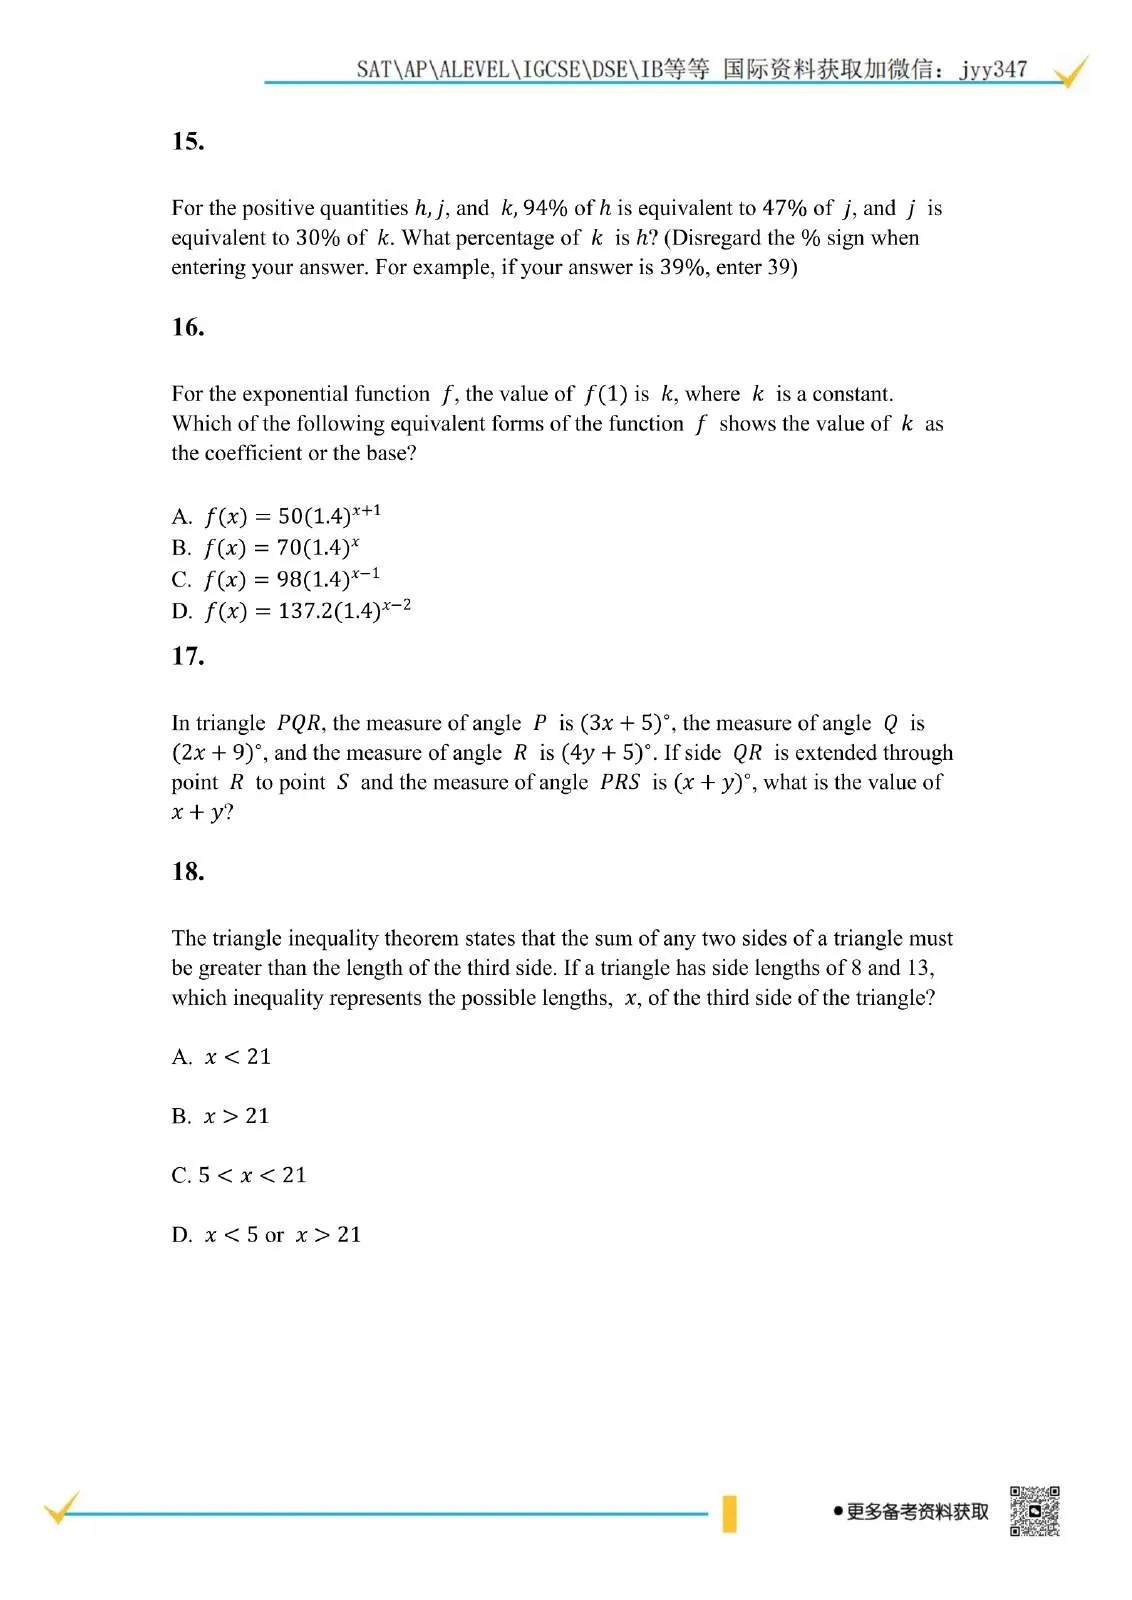 SAT\AP\ALEVEL\IGCSE\DSE\IB等等 国际资料获取加微信：jyy347
15.
For the positive quantities h, j, and k, 94% of h is equivalent to 47% of j, and j is
equivalent to 30% of k. What percentage of k is h? (Disregard the % sign when
entering your answer. For example, if your answer is 39%, enter 39)
16.
For the exponential function f, the value of f(1) is k, where k is a constant.
Which of the following equivalent forms of the function f shows the value of k as
the coefficient or the base?
A. f(x) = 50(1.4)^{x+1}
B. f(x) = 70(1.4)^x
C. f(x) = 98(1.4)^{x−1}
D. f(x) = 137.2(1.4)^{x−2}
17.
In triangle PQR, the measure of angle P is (3x + 5)°, the measure of angle Q is
(2x + 9)°, and the measure of angle R is (4y + 5)°. If side QR is extended through
point R to point S and the measure of angle PRS is (x + y)°, what is the value of
x + y?
18.
The triangle inequality theorem states that the sum of any two sides of a triangle must
be greater than the length of the third side. If a triangle has side lengths of 8 and 13,
which inequality represents the possible lengths, x, of the third side of the triangle?
A. x < 21
B. x > 21
C. 5 < x < 21
D. x < 5 or x > 21
●更多备考资料获取